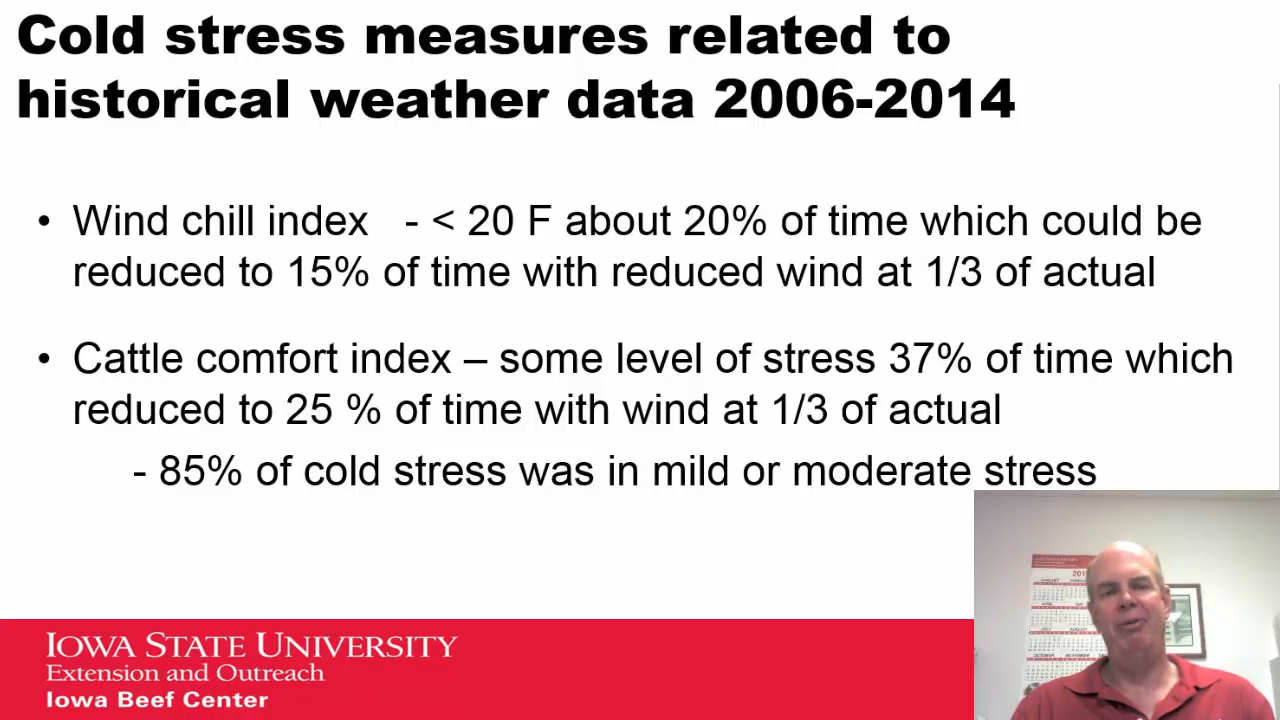 Cold stress measures related to
historical weather data 2006-2014
• Wind chill index - < 20 F about 20% of time which could be
reduced to 15% of time with reduced wind at 1/3 of actual
• Cattle comfort index – some level of stress 37% of time which
reduced to 25 % of time with wind at 1/3 of actual
- 85% of cold stress was in mild or moderate stress
IOWA STATE UNIVERSITY
Extension and Outreach
Iowa Beef Center